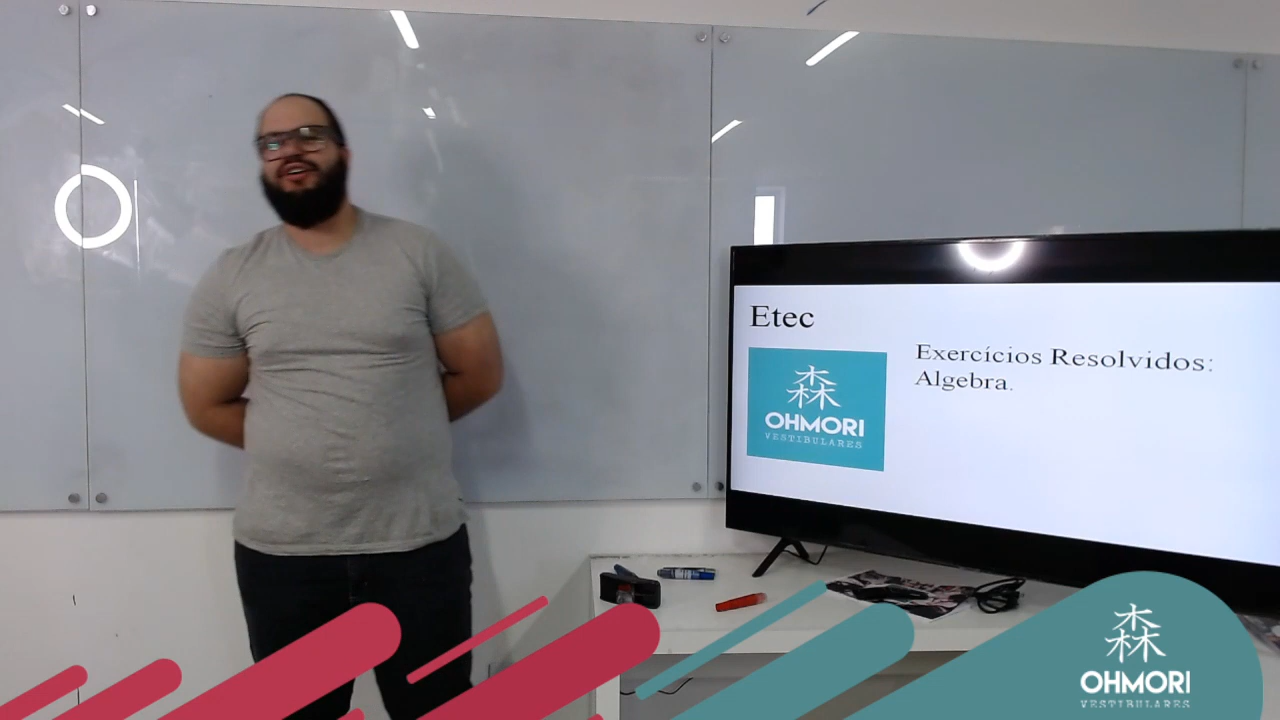 Etec
森
OHMORI
VESTIBULARES
Exercícios Resolvidos:
Algebra.
森
OHMORI
VESTIBULARES